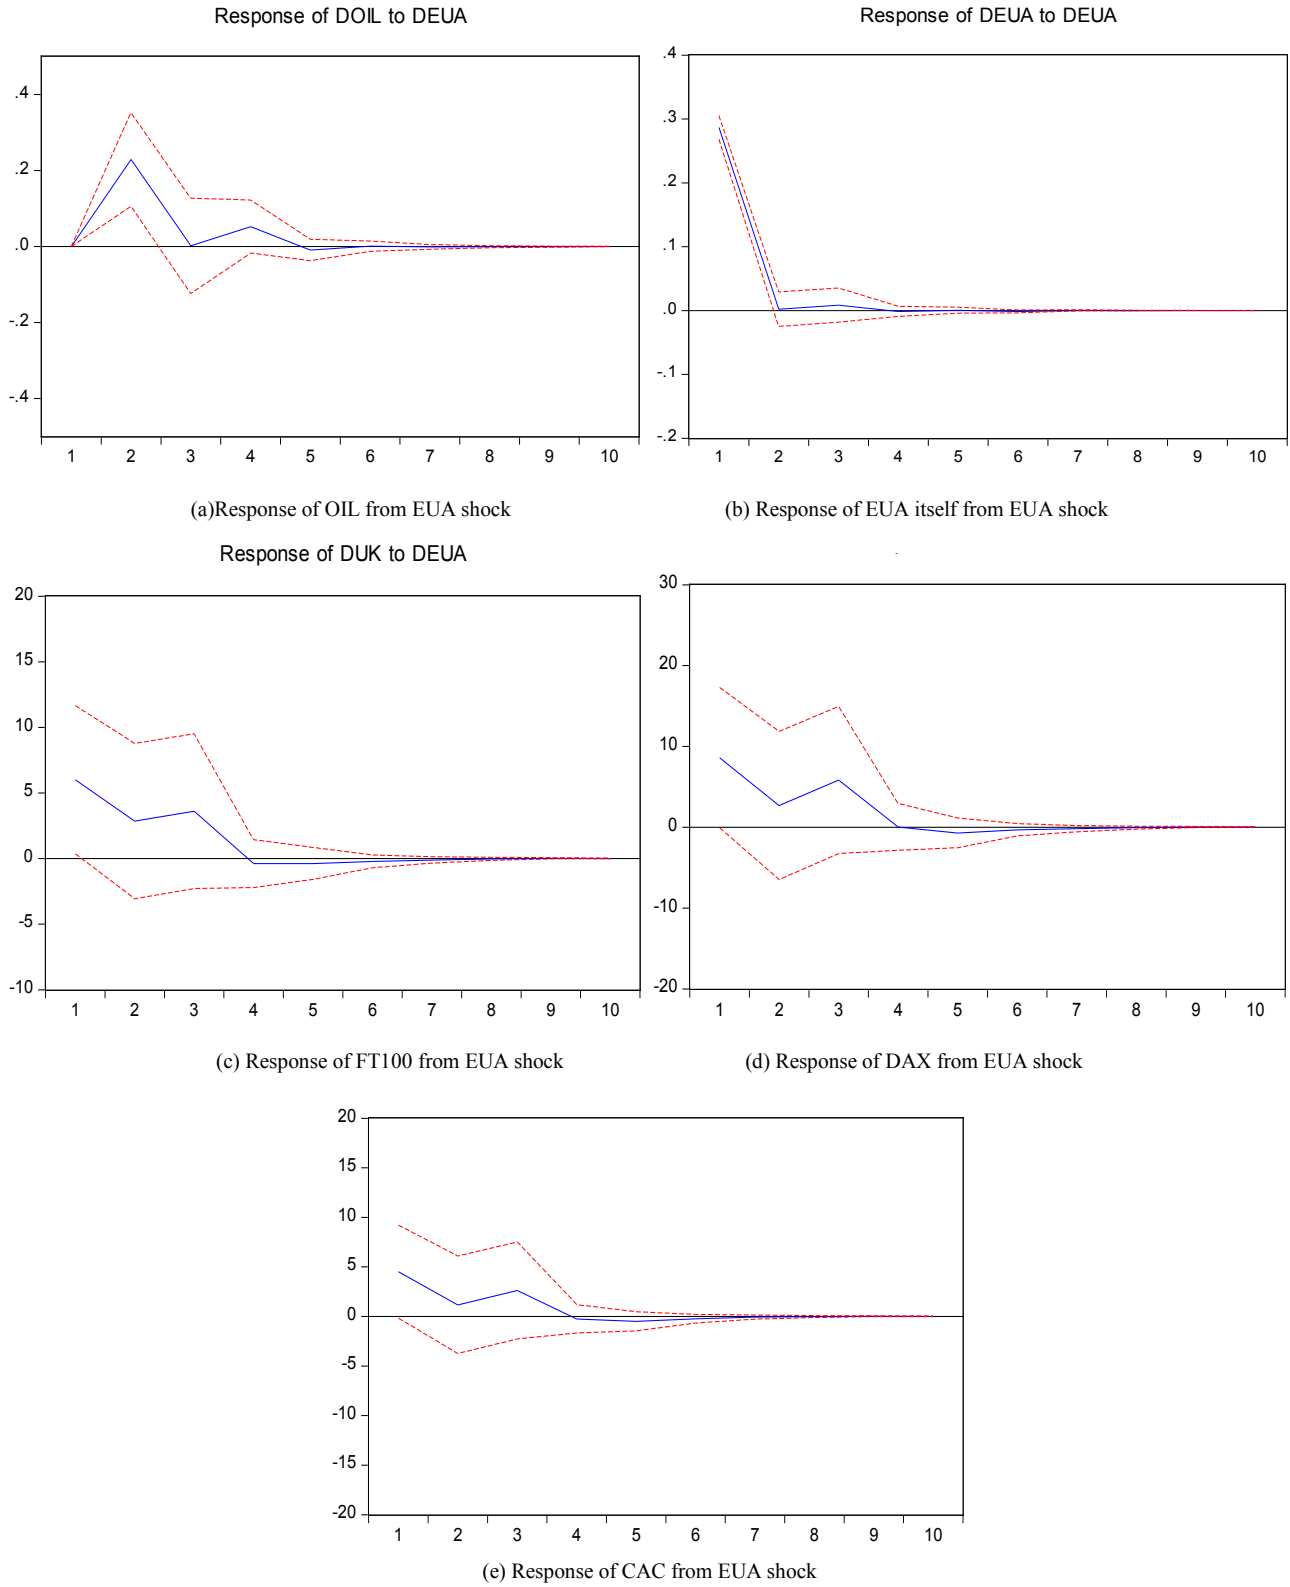 Response of DOIL to DEUA
.4
.2
.0
-.2
-.4
1 2 3 4 5 6 7 8 9 10
(a)Response of OIL from EUA shock
Response of DEUA to DEUA
.4
.3
.2
.1
.0
-.1
-.2
1 2 3 4 5 6 7 8 9 10
(b) Response of EUA itself from EUA shock
Response of DUK to DEUA
20
15
10
5
0
-5
-10
1 2 3 4 5 6 7 8 9 10
(c) Response of FT100 from EUA shock
30
20
10
0
-10
-20
1 2 3 4 5 6 7 8 9 10
(d) Response of DAX from EUA shock
20
15
10
5
0
-5
-10
-15
-20
1 2 3 4 5 6 7 8 9 10
(e) Response of CAC from EUA shock